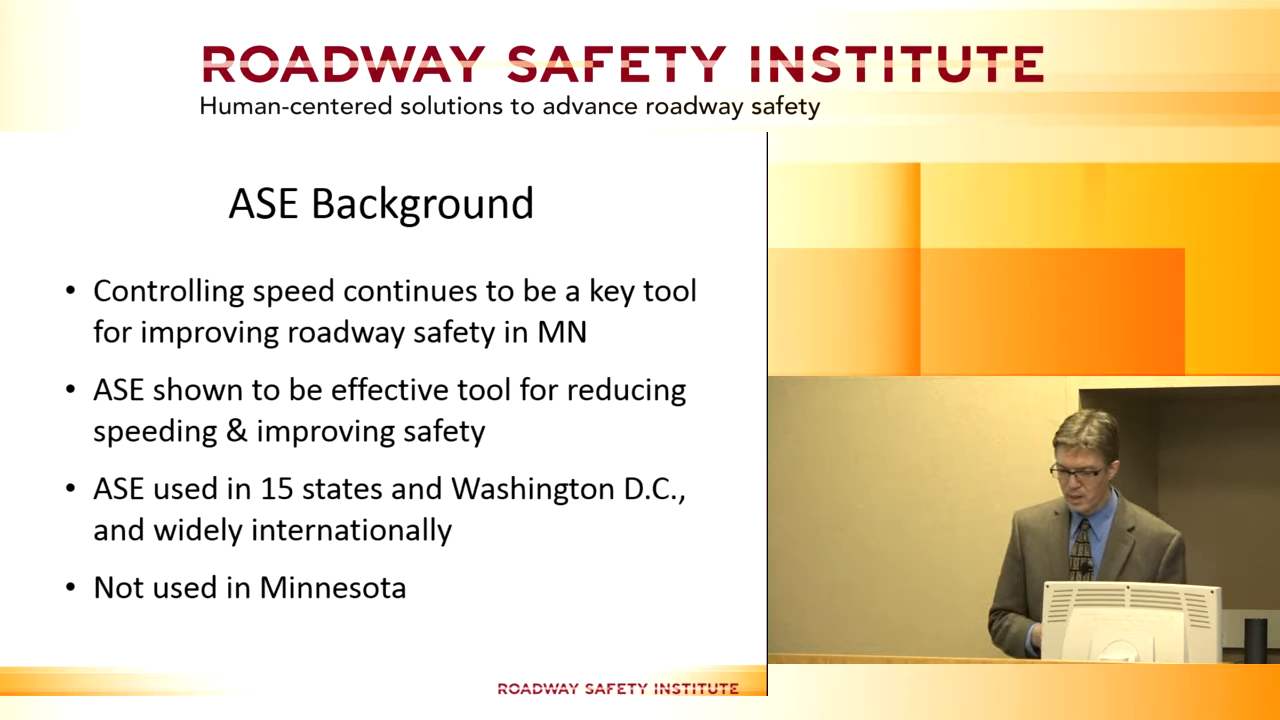 ROADWAY SAFETY INSTITUTE
Human-centered solutions to advance roadway safety
ASE Background
• Controlling speed continues to be a key tool
for improving roadway safety in MN
• ASE shown to be effective tool for reducing
speeding & improving safety
• ASE used in 15 states and Washington D.C.,
and widely internationally
• Not used in Minnesota
ROADWAY SAFETY INSTITUTE